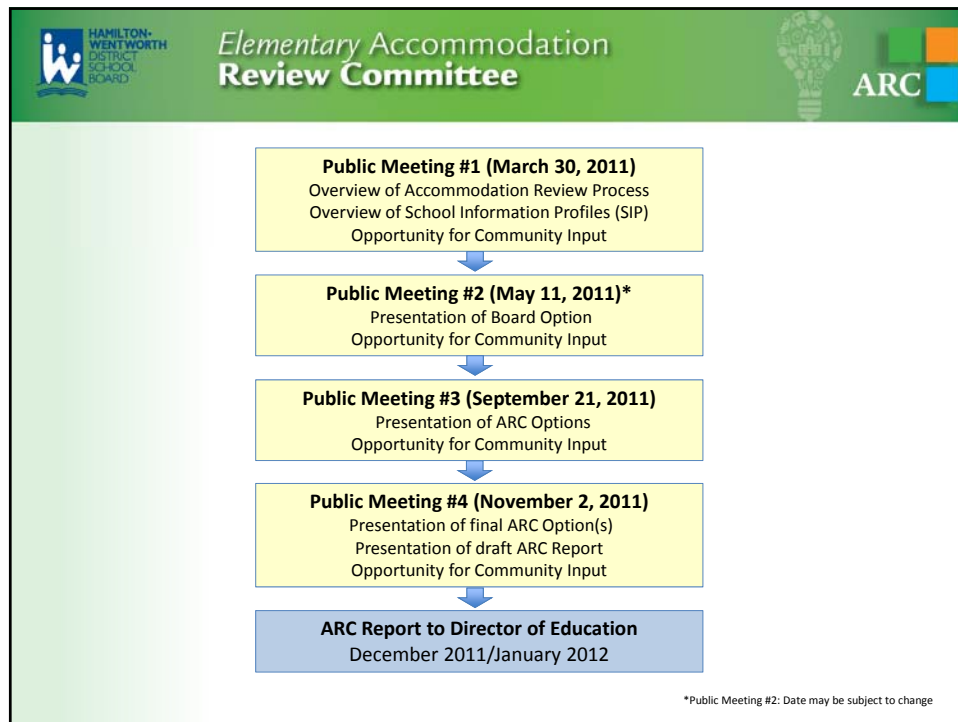 HAMILTON-
WENTWORTH
DISTRICT
SCHOOL
BOARD
Elementary Accommodation
Review Committee
ARC
Public Meeting #1 (March 30, 2011)
Overview of Accommodation Review Process
Overview of School Information Profiles (SIP)
Opportunity for Community Input
Public Meeting #2 (May 11, 2011)*
Presentation of Board Option
Opportunity for Community Input
Public Meeting #3 (September 21, 2011)
Presentation of ARC Options
Opportunity for Community Input
Public Meeting #4 (November 2, 2011)
Presentation of final ARC Option(s)
Presentation of draft ARC Report
Opportunity for Community Input
ARC Report to Director of Education
December 2011/January 2012
*Public Meeting #2: Date may be subject to change